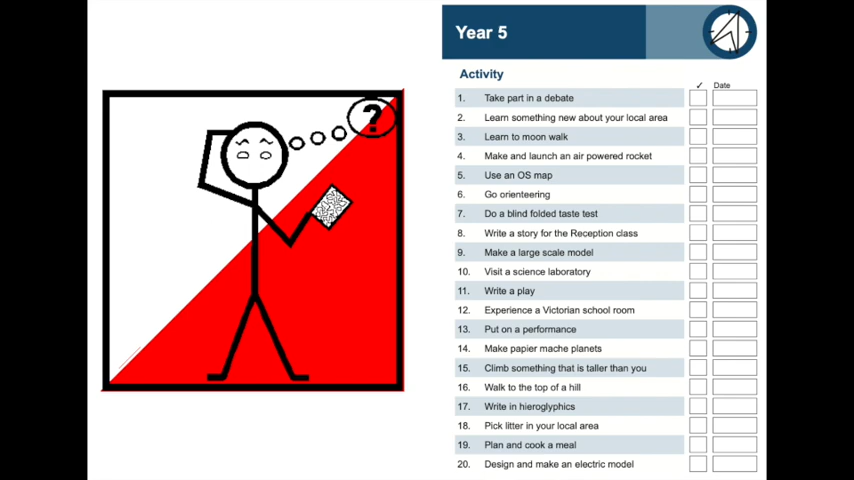 ?
Year 5
Activity
✓ Date
1. Take part in a debate
2. Learn something new about your local area
3. Learn to moon walk
4. Make and launch an air powered rocket
5. Use an OS map
6. Go orienteering
7. Do a blind folded taste test
8. Write a story for the Reception class
9. Make a large scale model
10. Visit a science laboratory
11. Write a play
12. Experience a Victorian school room
13. Put on a performance
14. Make papier mache planets
15. Climb something that is taller than you
16. Walk to the top of a hill
17. Write in hieroglyphics
18. Pick litter in your local area
19. Plan and cook a meal
20. Design and make an electric model